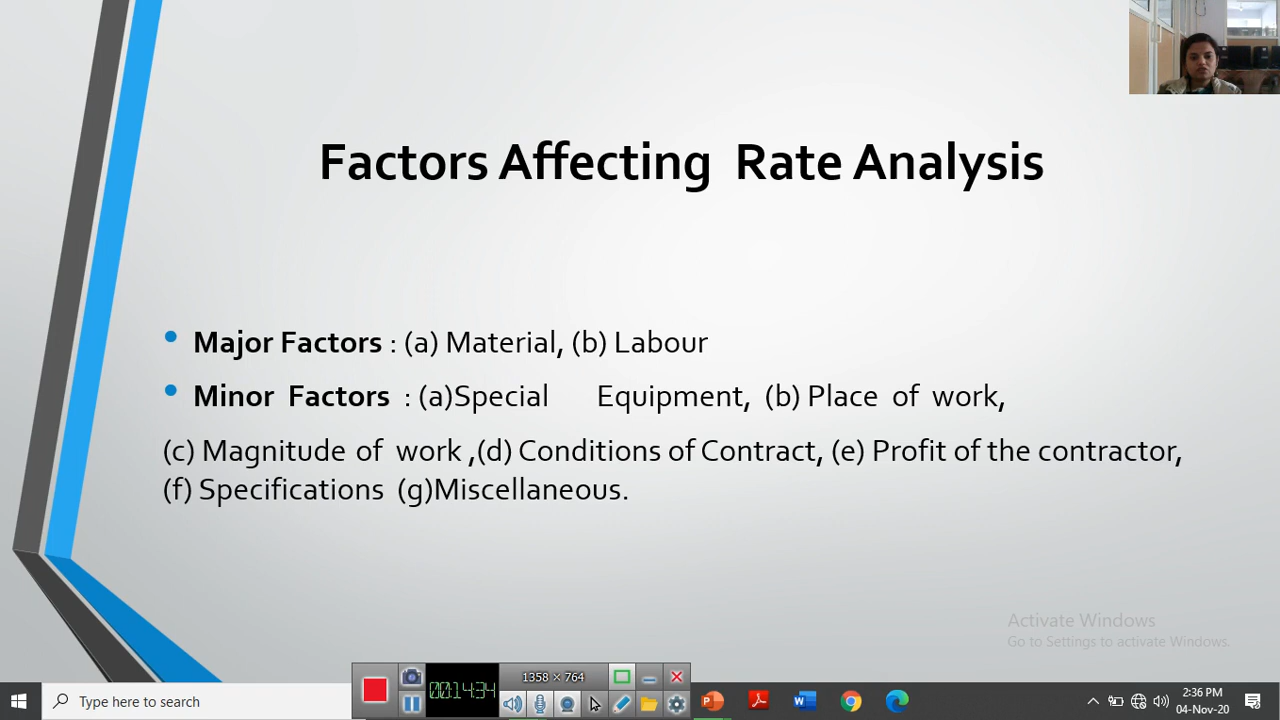 Factors Affecting Rate Analysis
• Major Factors : (a) Material, (b) Labour
• Minor Factors : (a)Special Equipment, (b) Place of work,
(c) Magnitude of work ,(d) Conditions of Contract, (e) Profit of the contractor,
(f) Specifications (g)Miscellaneous.
Activate Windows
Go to Settings to activate Windows.
00:14:34
1358 × 764
Type here to search
2:36 PM
04-Nov-20